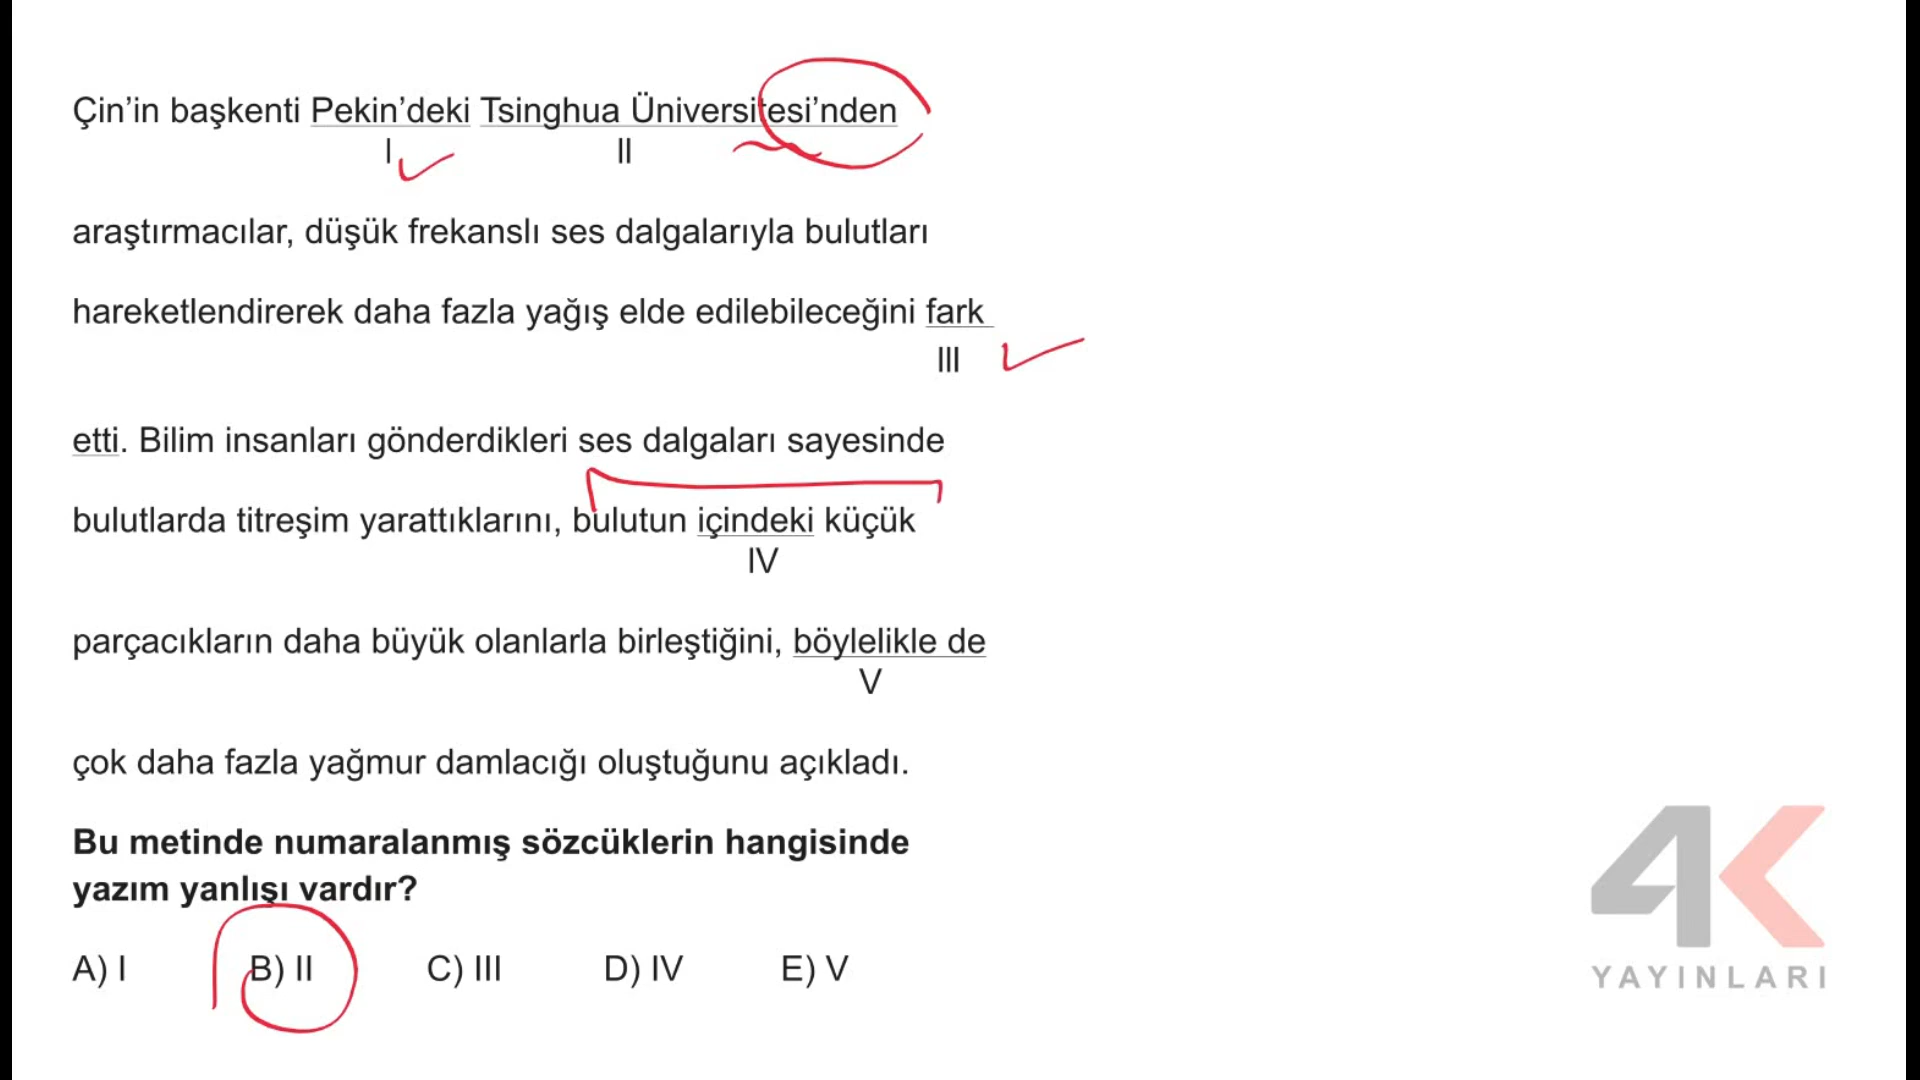 Çin’in başkenti Pekin’deki Tsinghua Üniversitesi’nden
I II
araştırmacılar, düşük frekanslı ses dalgalarıyla bulutları
hareketlendirerek daha fazla yağış elde edilebileceğini fark
III
etti. Bilim insanları gönderdikleri ses dalgaları sayesinde
bulutlarda titreşim yarattıklarını, bulutun içindeki küçük
IV
parçacıkların daha büyük olanlarla birleştiğini, böylelikle de
V
çok daha fazla yağmur damlacığı oluştuğunu açıkladı.
Bu metinde numaralanmış sözcüklerin hangisinde
yazım yanlışı vardır?
A) I B) II C) III D) IV E) V
4K
YAYINLARI